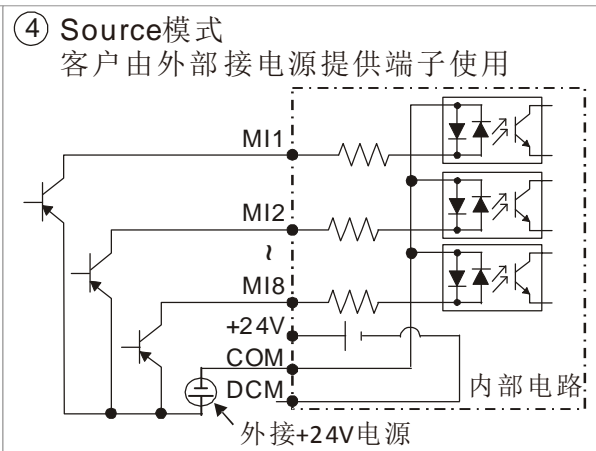 ④ Source模式
客户由外部接电源提供端子使用
MI1
MI2
~
MI8
+24V
COM
DCM
内部电路
外接+24V电源